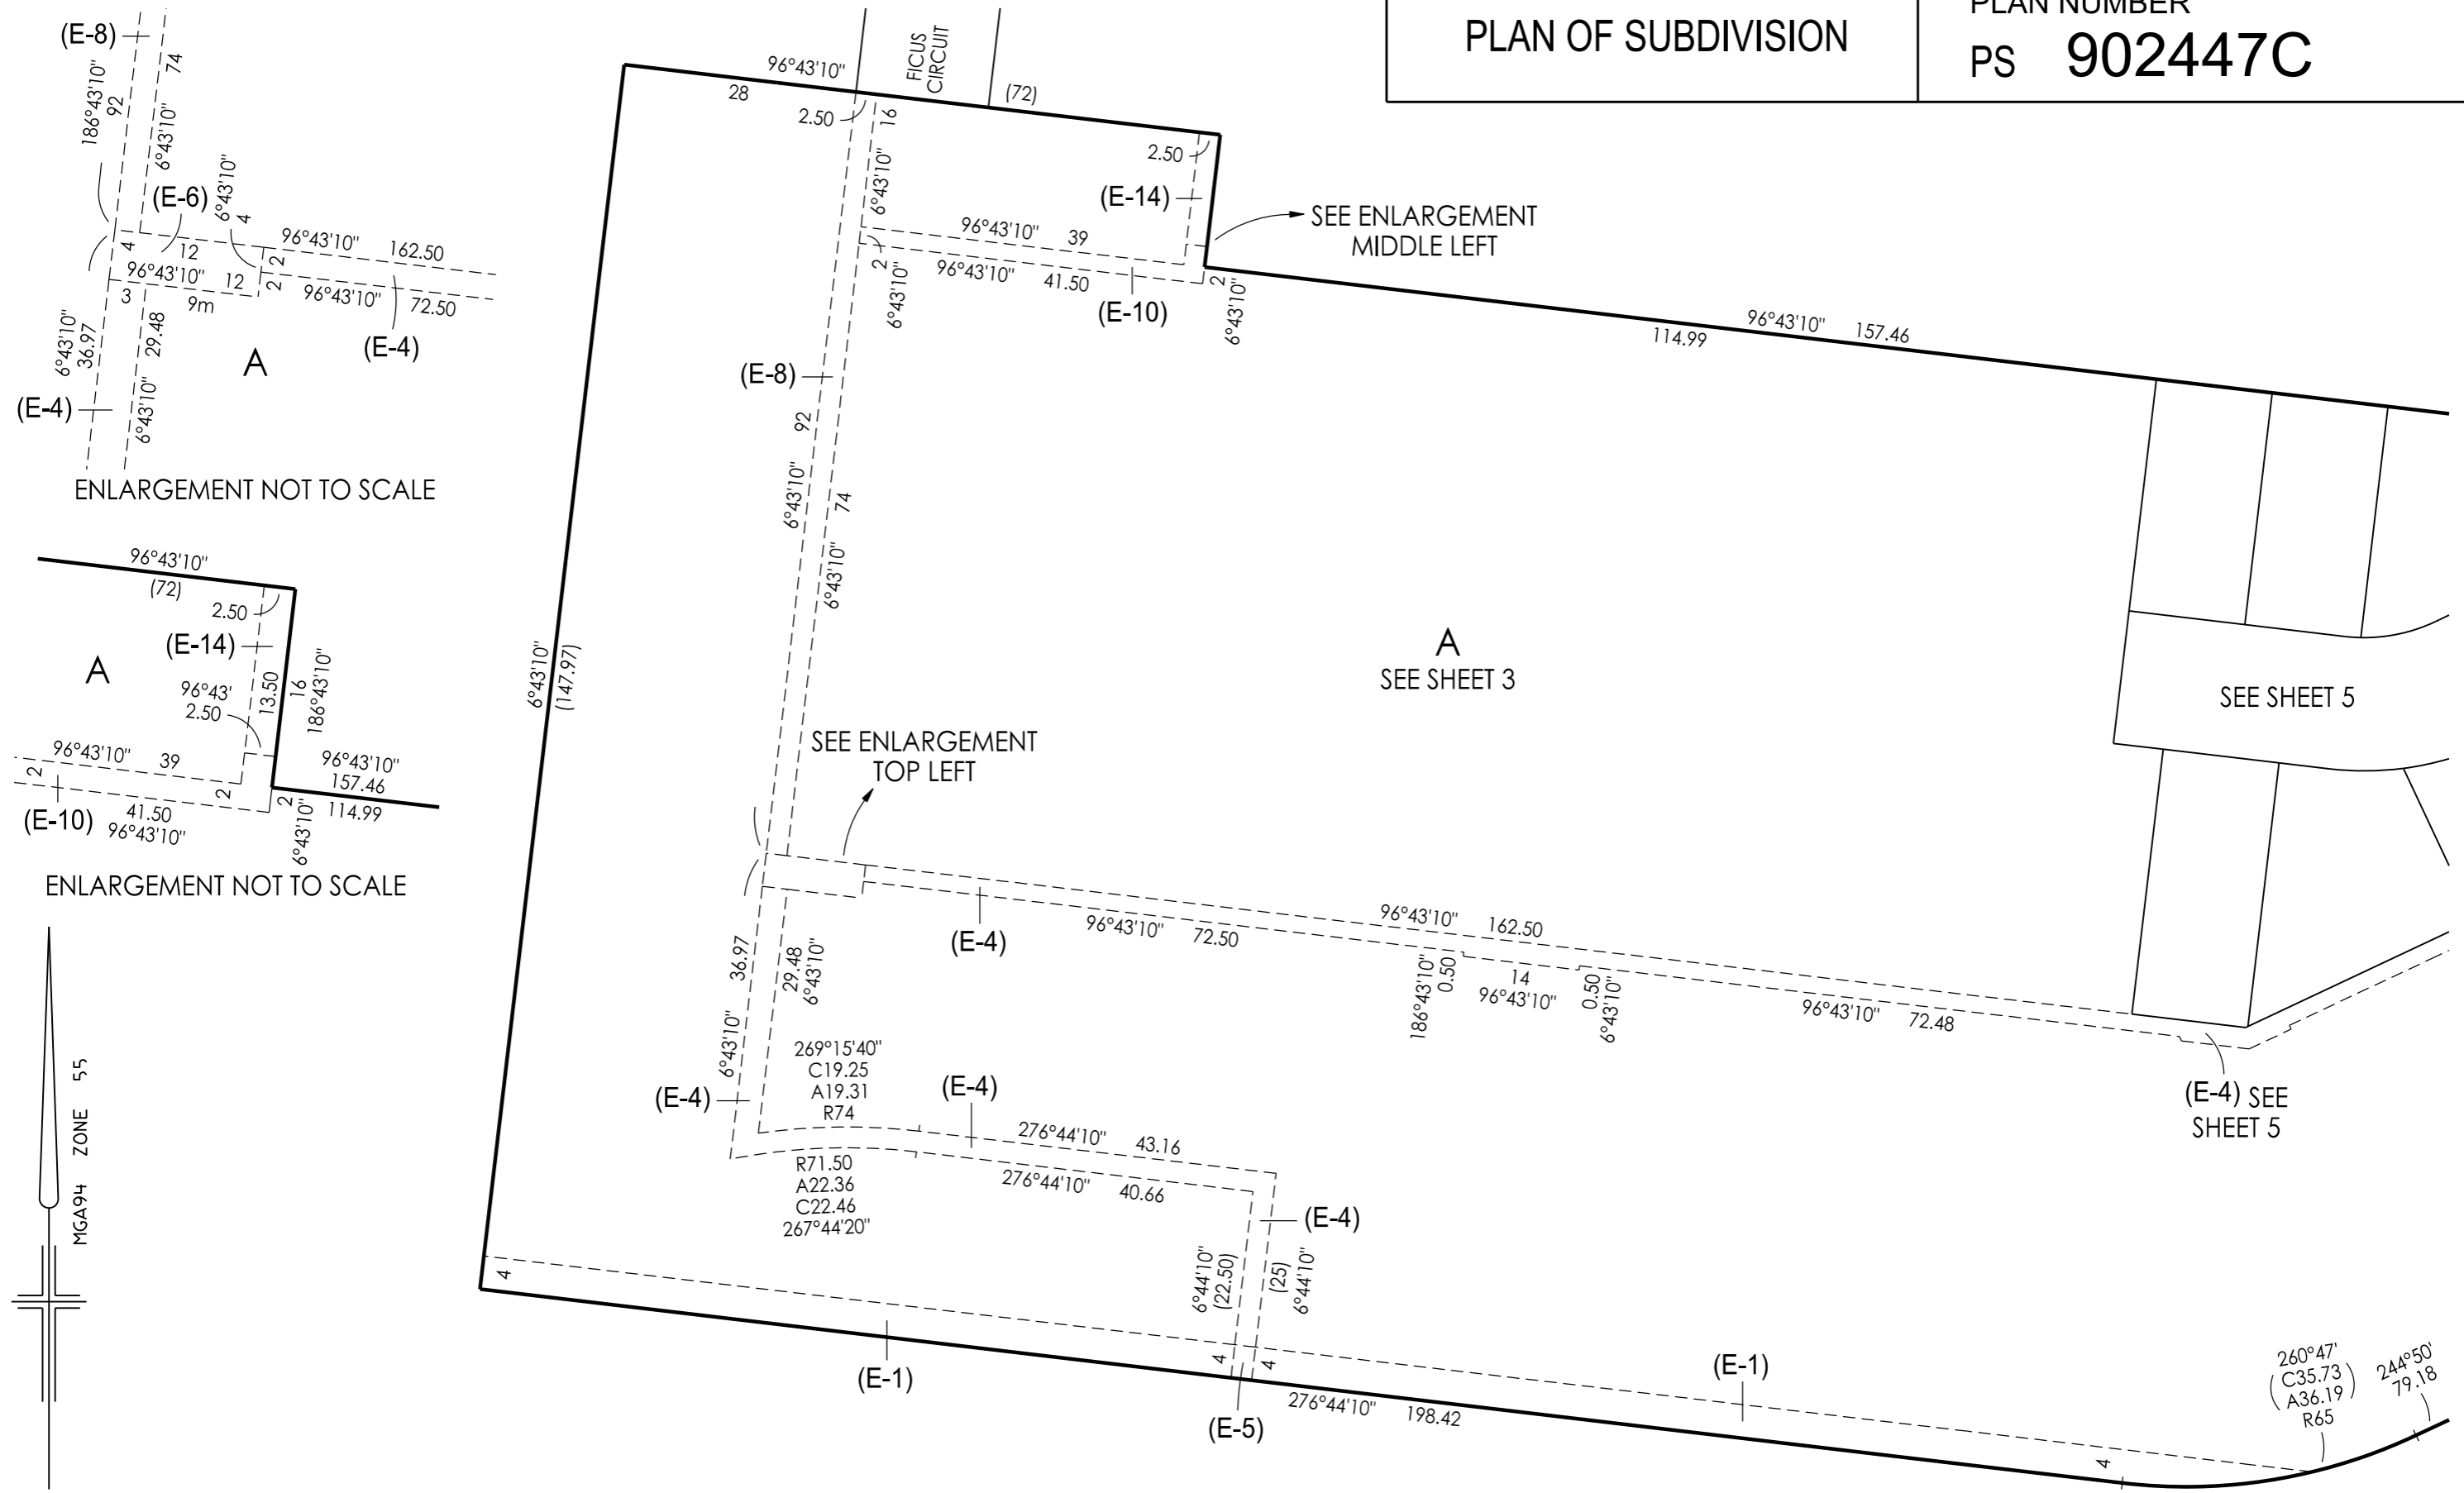 PLAN OF SUBDIVISION
PLAN NUMBER
PS 902447C
(E-8)
74
186°43'10"
92
6°43'10"
(E-6)
6°43'10"
4
96°43'10" 162.50
4
12
2
96°43'10" 12
2
3
9m
96°43'10" 72.50
6°43'10"
36.97
29.48
A
(E-4)
(E-4)
6°43'10"
ENLARGEMENT NOT TO SCALE
96°43'10"
(72)
2.50
(E-14)
A
96°43'
2.50
13.50
16
186°43'10"
96°43'10" 39
96°43'10"
157.46
2
2
2
(E-10)
41.50
96°43'10"
6°43'10"
114.99
ENLARGEMENT NOT TO SCALE
MGA94 ZONE 55
96°43'10"
28
FICUS
CIRCUIT
(72)
2.50
16
6°43'10"
2.50
(E-14)
SEE ENLARGEMENT
MIDDLE LEFT
96°43'10" 39
2
96°43'10" 41.50
6°43'10"
(E-10)
2
6°43'10"
96°43'10" 157.46
114.99
(E-8)
92
6°43'10"
74
6°43'10"
6°43'10"
(147.97)
A
SEE SHEET 3
SEE SHEET 5
SEE ENLARGEMENT
TOP LEFT
(E-4)
96°43'10" 72.50
96°43'10" 162.50
36.97
29.48
6°43'10"
6°43'10"
186°43'10"
0.50
14
96°43'10"
0.50
6°43'10"
96°43'10" 72.48
(E-4) SEE
SHEET 5
269°15'40"
C19.25
A19.31
R74
(E-4)
(E-4)
276°44'10" 43.16
R71.50
A22.36
C22.46
267°44'20"
276°44'10" 40.66
(E-4)
6°44'10"
(22.50)
(25)
6°44'10"
4
(E-1)
4
4
(E-5)
276°44'10" 198.42
(E-1)
4
260°47'
(C35.73
A36.19)
R65
244°50'
79.18